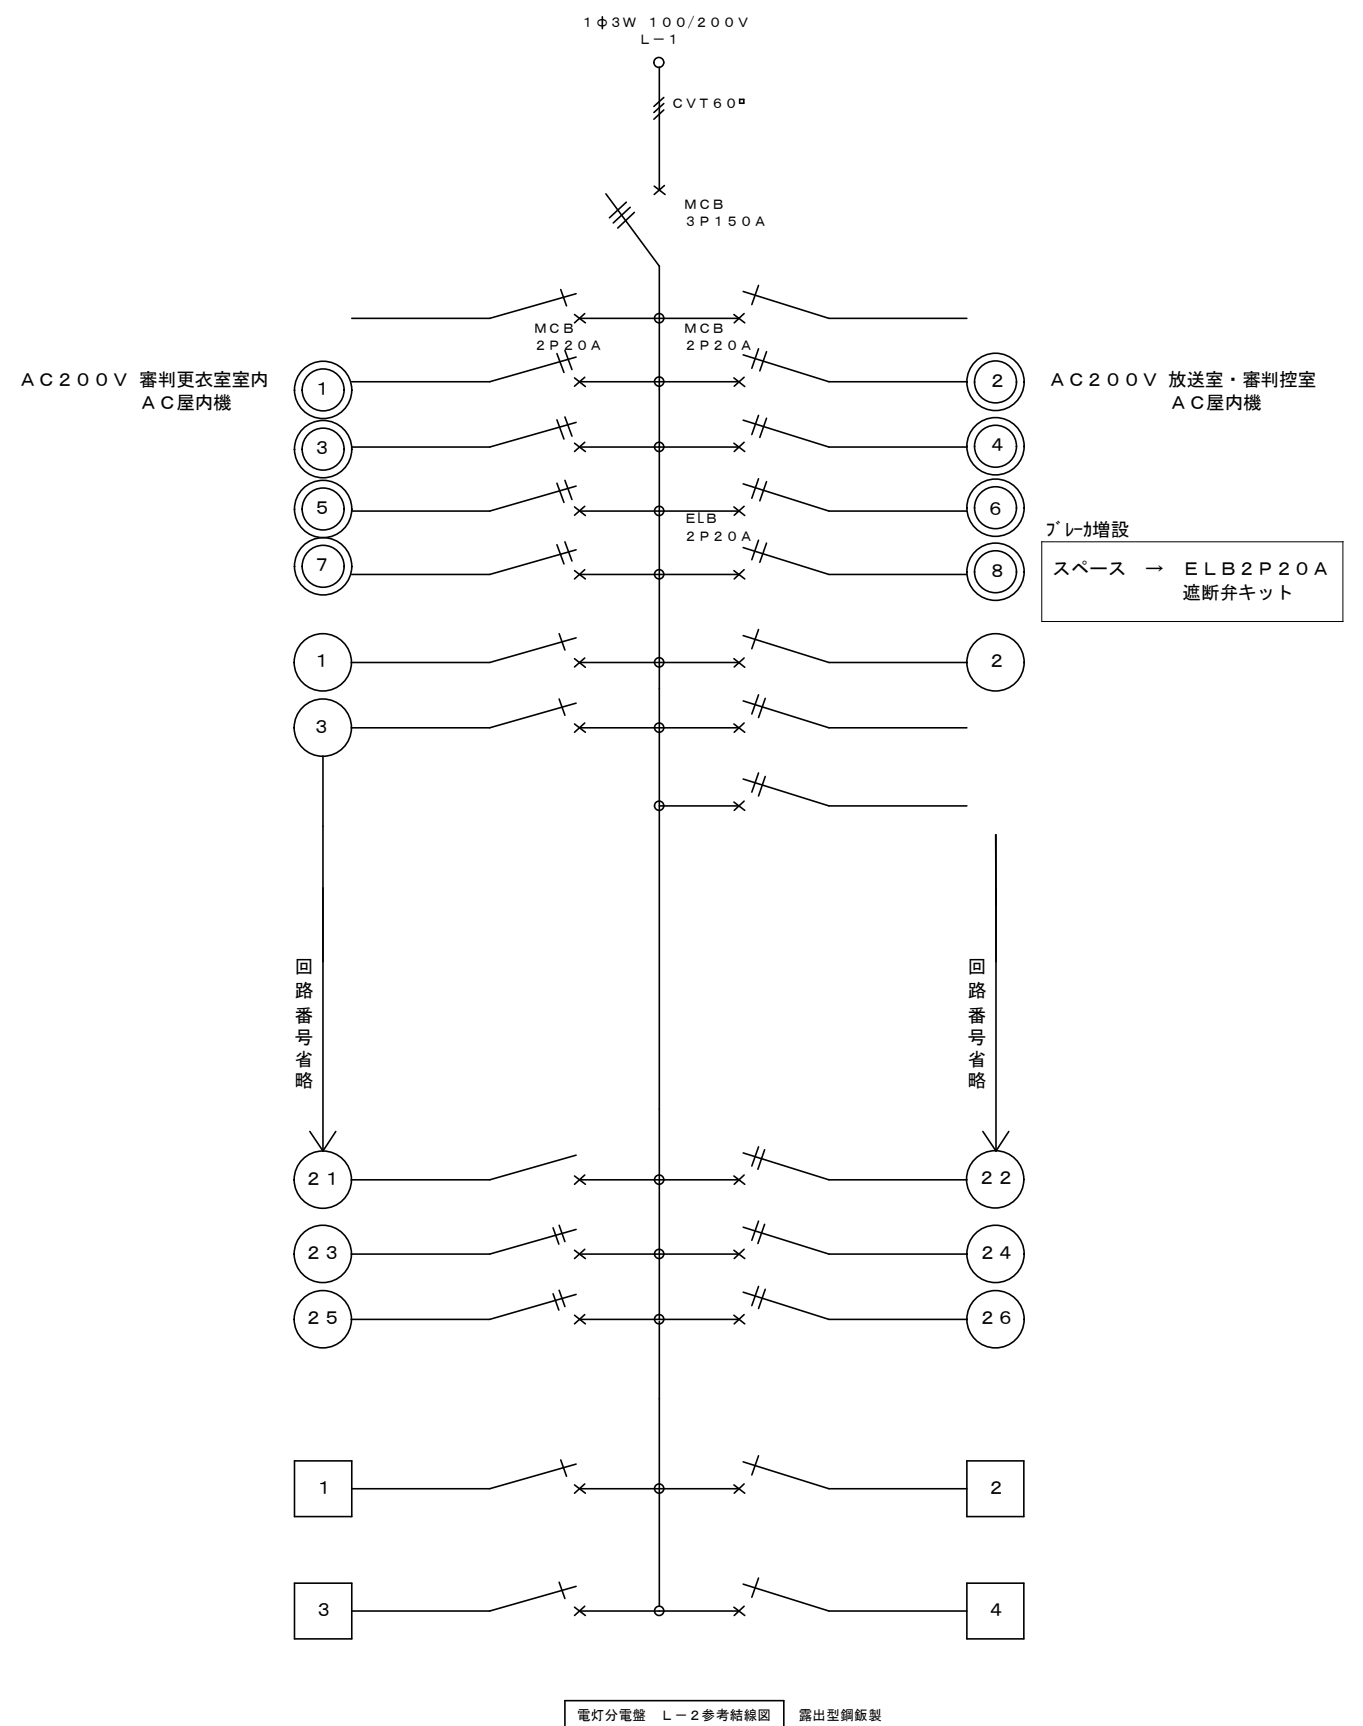 1φ3W 100/200V
L－1
CVT60□
MCB
3P150A
MCB
2P20A
MCB
2P20A
AC200V 審判更衣室室内
AC屋内機
1
2
AC200V 放送室・審判控室
AC屋内機
3
4
5
6
ELB
2P20A
ﾌﾞﾚｰｶ増設
7
8
スペース → ELB2P20A
遮断弁キット
1
2
3
回路番号省略
回路番号省略
21
22
23
24
25
26
1
2
3
4
電灯分電盤 L－2参考結線図 露出型鋼鈑製